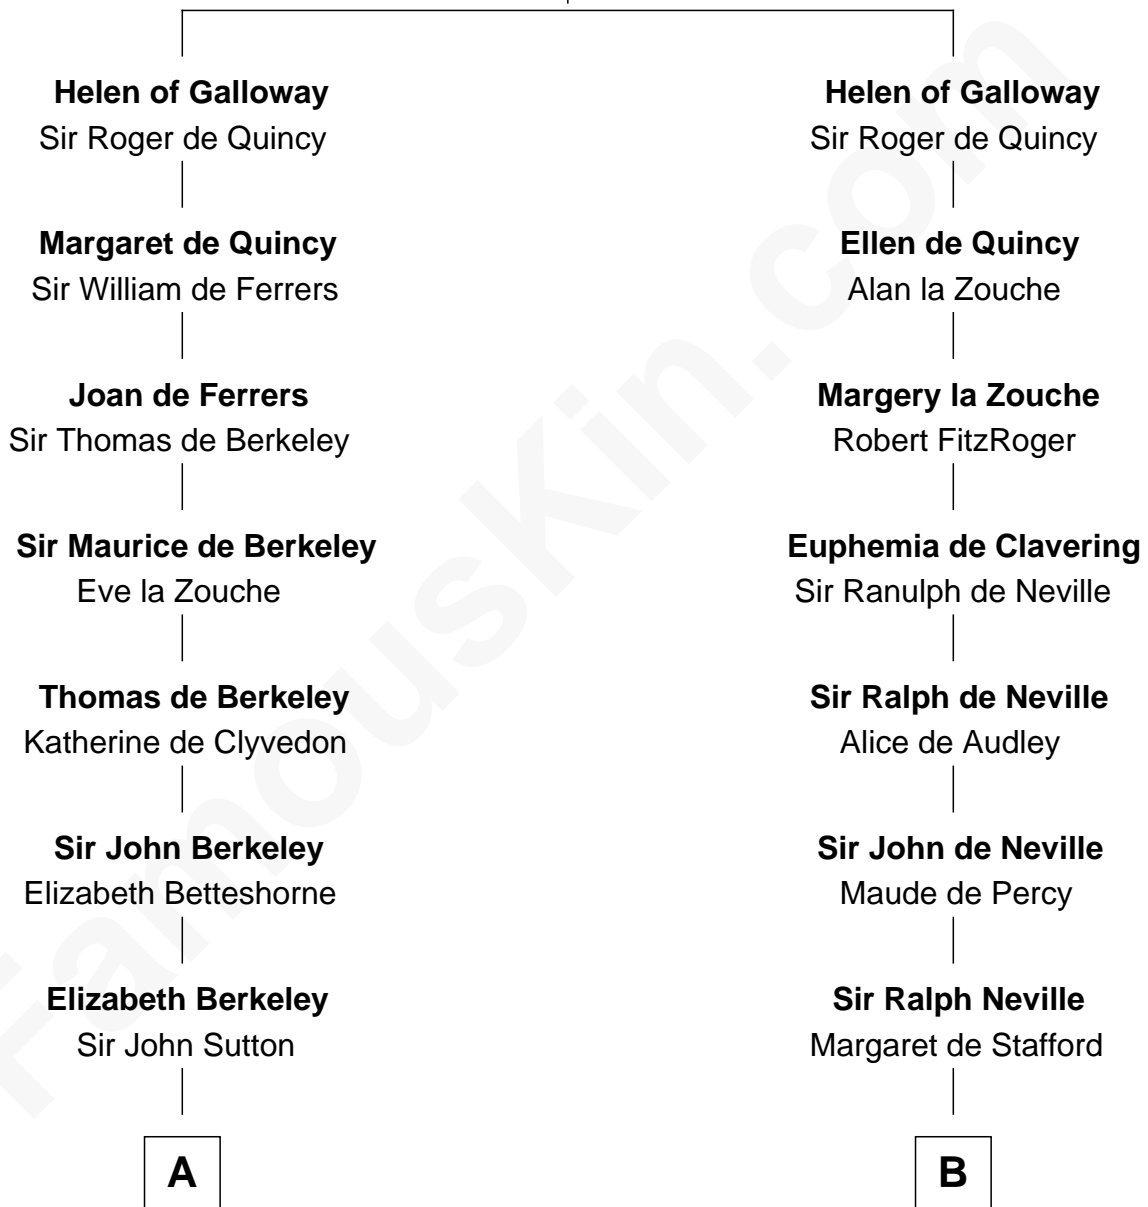 Helen of Galloway
Sir Roger de Quincy
Margaret de Quincy
Sir William de Ferrers
Joan de Ferrers
Sir Thomas de Berkeley
Sir Maurice de Berkeley
Eve la Zouche
Thomas de Berkeley
Katherine de Clyvedon
Sir John Berkeley
Elizabeth Betteshorne
Elizabeth Berkeley
Sir John Sutton
A
Helen of Galloway
Sir Roger de Quincy
Ellen de Quincy
Alan la Zouche
Margery la Zouche
Robert FitzRoger
Euphemia de Clavering
Sir Ranulph de Neville
Sir Ralph de Neville
Alice de Audley
Sir John de Neville
Maude de Percy
Sir Ralph Neville
Margaret de Stafford
B
FamousKin.com